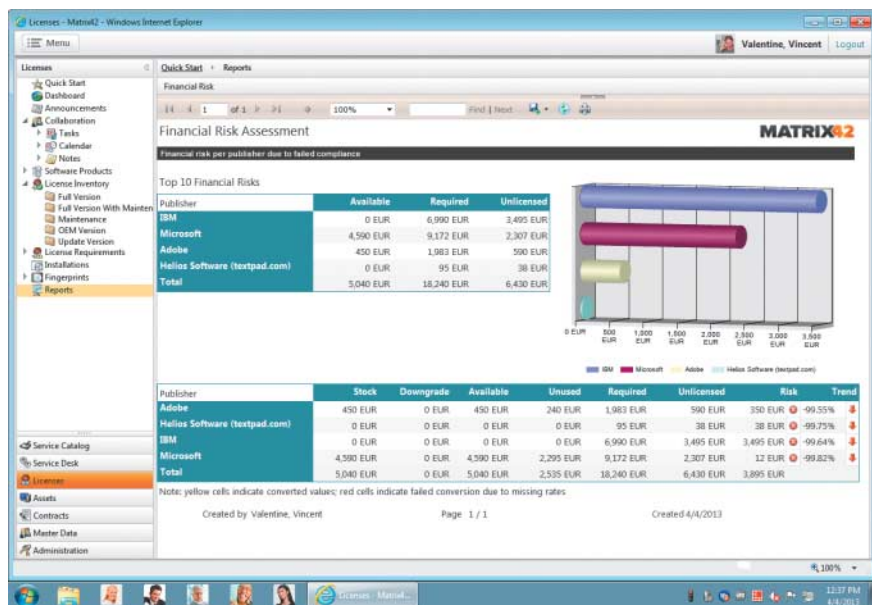 Licenses - Matrix42 - Windows Internet Explorer
Menu
Valentine, Vincent Logout
Licenses
Quick Start
Dashboard
Announcements
Collaboration
Tasks
Calendar
Notes
Software Products
License Inventory
Full Version
Full Version With Mainten
Maintenance
OEM Version
Update Version
License Requirements
Installations
Fingerprints
Reports
Service Catalog
Service Desk
Licenses
Assets
Contracts
Master Data
Administration
Quick Start Reports
Financial Risk
1 of 1 100% Find | Next
Financial Risk Assessment
MATRIX42
Financial risk per publisher due to failed compliance
Top 10 Financial Risks
Publisher Available Required Unlicensed
IBM 0 EUR 6,990 EUR 3,495 EUR
Microsoft 4,590 EUR 9,172 EUR 2,307 EUR
Adobe 450 EUR 1,983 EUR 590 EUR
Helios Software (textpad.com) 0 EUR 95 EUR 38 EUR
Total 5,040 EUR 18,240 EUR 6,430 EUR
0 EUR 500 EUR 1,000 EUR 1,500 EUR 2,000 EUR 2,500 EUR 3,000 EUR 3,500 EUR
IBM Microsoft Adobe Helios Software (textpad.com)
Publisher Stock Downgrade Available Unused Required Unlicensed Risk Trend
Adobe 450 EUR 0 EUR 450 EUR 240 EUR 1,983 EUR 590 EUR 350 EUR -99.55%
Helios Software (textpad.com) 0 EUR 0 EUR 0 EUR 0 EUR 95 EUR 38 EUR 38 EUR -99.75%
IBM 0 EUR 0 EUR 0 EUR 0 EUR 6,990 EUR 3,495 EUR 3,495 EUR -99.64%
Microsoft 4,590 EUR 0 EUR 4,590 EUR 2,295 EUR 9,172 EUR 2,307 EUR 12 EUR -99.82%
Total 5,040 EUR 0 EUR 5,040 EUR 2,535 EUR 18,240 EUR 6,430 EUR 3,895 EUR
Note: yellow cells indicate converted values; red cells indicate failed conversion due to missing rates
Created by Valentine, Vincent Page 1 / 1 Created 4/4/2013
100%
Licenses - Matrix4...
12:37 PM
4/4/2013